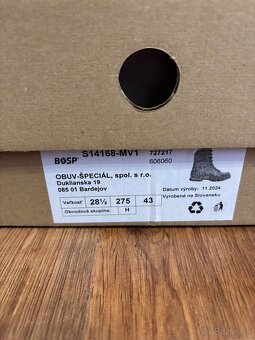 BOSP S14168-MV1 727217
606060
OBUV-ŠPECIÁL, spol. s r.o.
Duklianska 19
085 01 Bardejov
Dátum výroby: 11.2024
Vyrobené na Slovensku
Veľkosť 28½ 275 43
Obvodová skupina: H